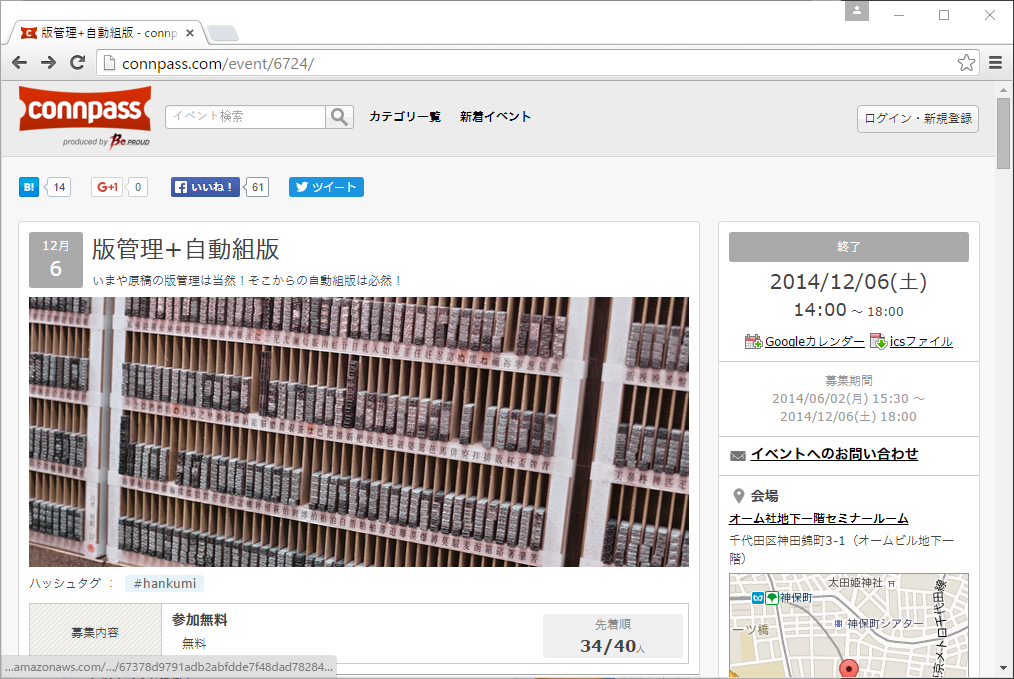 版管理+自動組版 - connp
connpass.com/event/6724/
connpass
produced by BePROUD
イベント検索
カテゴリ一覧
新着イベント
ログイン・新規登録
B! 14
G+1 0
いいね! 61
ツイート
12月
6
版管理+自動組版
いまや原稿の版管理は当然!そこからの自動組版は必然!
ハッシュタグ :
#hankumi
募集内容
参加無料
無料
先着順
34/40人
...amazonaws.com/.../67378d9791adb2abfdde7f48dad78284...
終了
2014/12/06(土)
14:00 ~ 18:00
Googleカレンダー
icsファイル
募集期間
2014/06/02(月) 15:30 ~
2014/12/06(土) 18:00
イベントへのお問い合わせ
会場
オーム社地下一階セミナールーム
千代田区神田錦町3-1(オームビル地下一
階)
太田姫神社
神保町
神保町シアター
一ツ橋